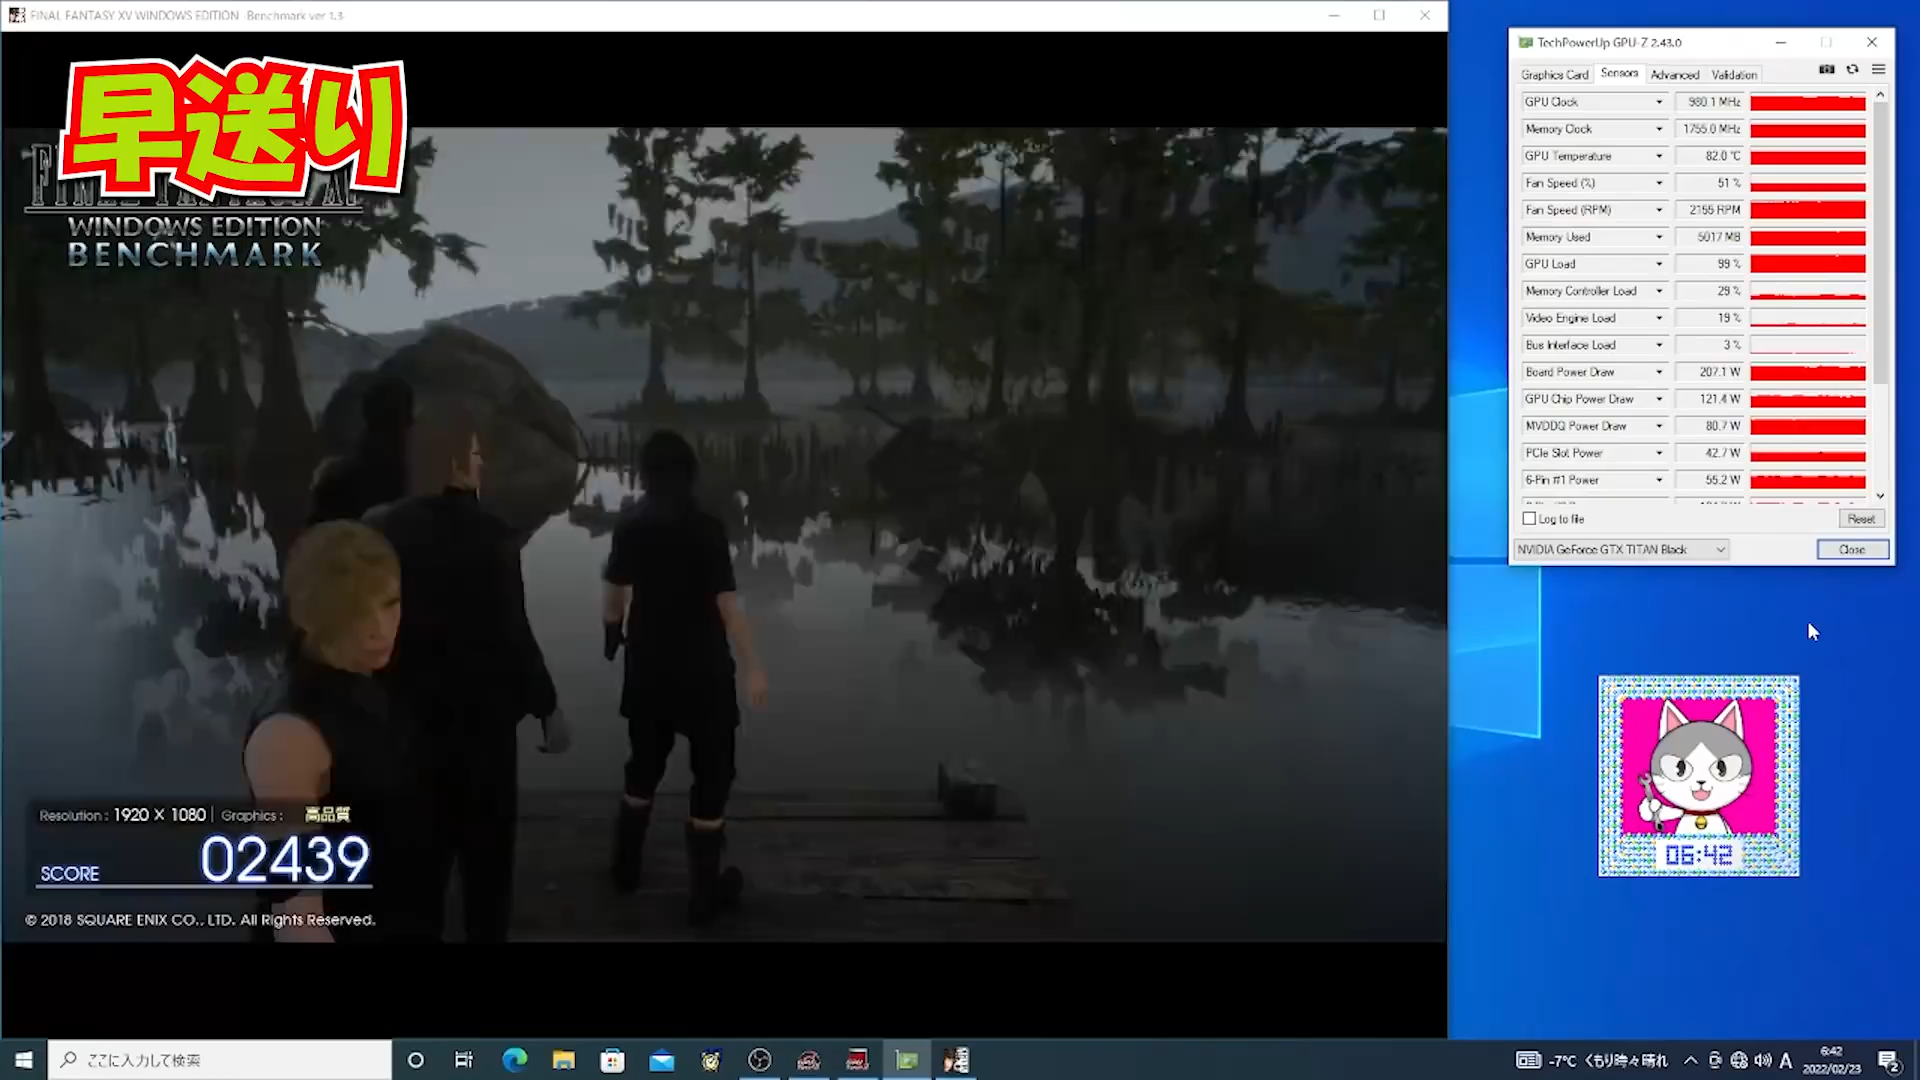 FINAL FANTASY XV WINDOWS EDITION Benchmark ver 1.3
早送り
WINDOWS EDITION
BENCHMARK
Resolution : 1920 X 1080 | Graphics : 高品質
SCORE 02439
© 2018 SQUARE ENIX CO., LTD. All Rights Reserved.
TechPowerUp GPU-Z 2.43.0
Graphics Card Sensors Advanced Validation
GPU Clock 980.1 MHz
Memory Clock 1755.0 MHz
GPU Temperature 82.0 °C
Fan Speed (%) 51 %
Fan Speed (RPM) 2155 RPM
Memory Used 5017 MB
GPU Load 99 %
Memory Controller Load 29 %
Video Engine Load 19 %
Bus Interface Load 3 %
Board Power Draw 207.1 W
GPU Chip Power Draw 121.4 W
MVDDQ Power Draw 80.7 W
PCIe Slot Power 42.7 W
6-Pin #1 Power 55.2 W
Log to file Reset
NVIDIA GeForce GTX TITAN Black Close
06:42
ここに入力して検索
-7°C くもり時々晴れ A 6:42
2022/02/23 2